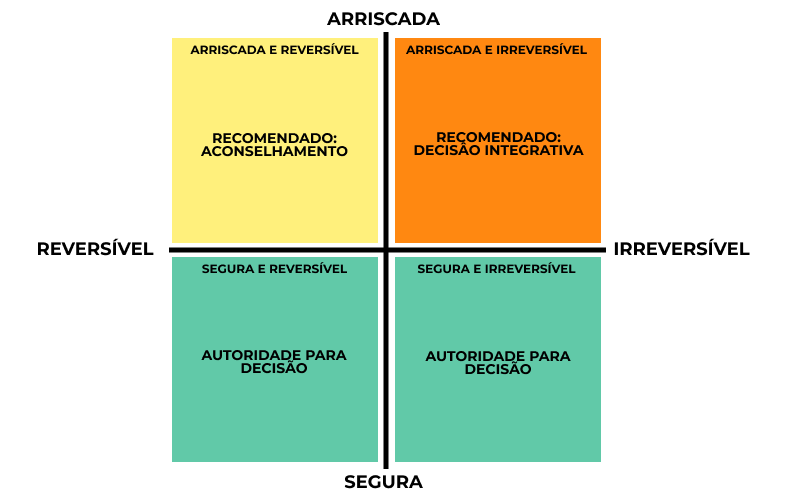 ARRISCADA
ARRISCADA E REVERSÍVEL
RECOMENDADO:
ACONSELHAMENTO
ARRISCADA E IRREVERSÍVEL
RECOMENDADO:
DECISÃO INTEGRATIVA
REVERSÍVEL
IRREVERSÍVEL
SEGURA E REVERSÍVEL
AUTORIDADE PARA
DECISÃO
SEGURA E IRREVERSÍVEL
AUTORIDADE PARA
DECISÃO
SEGURA